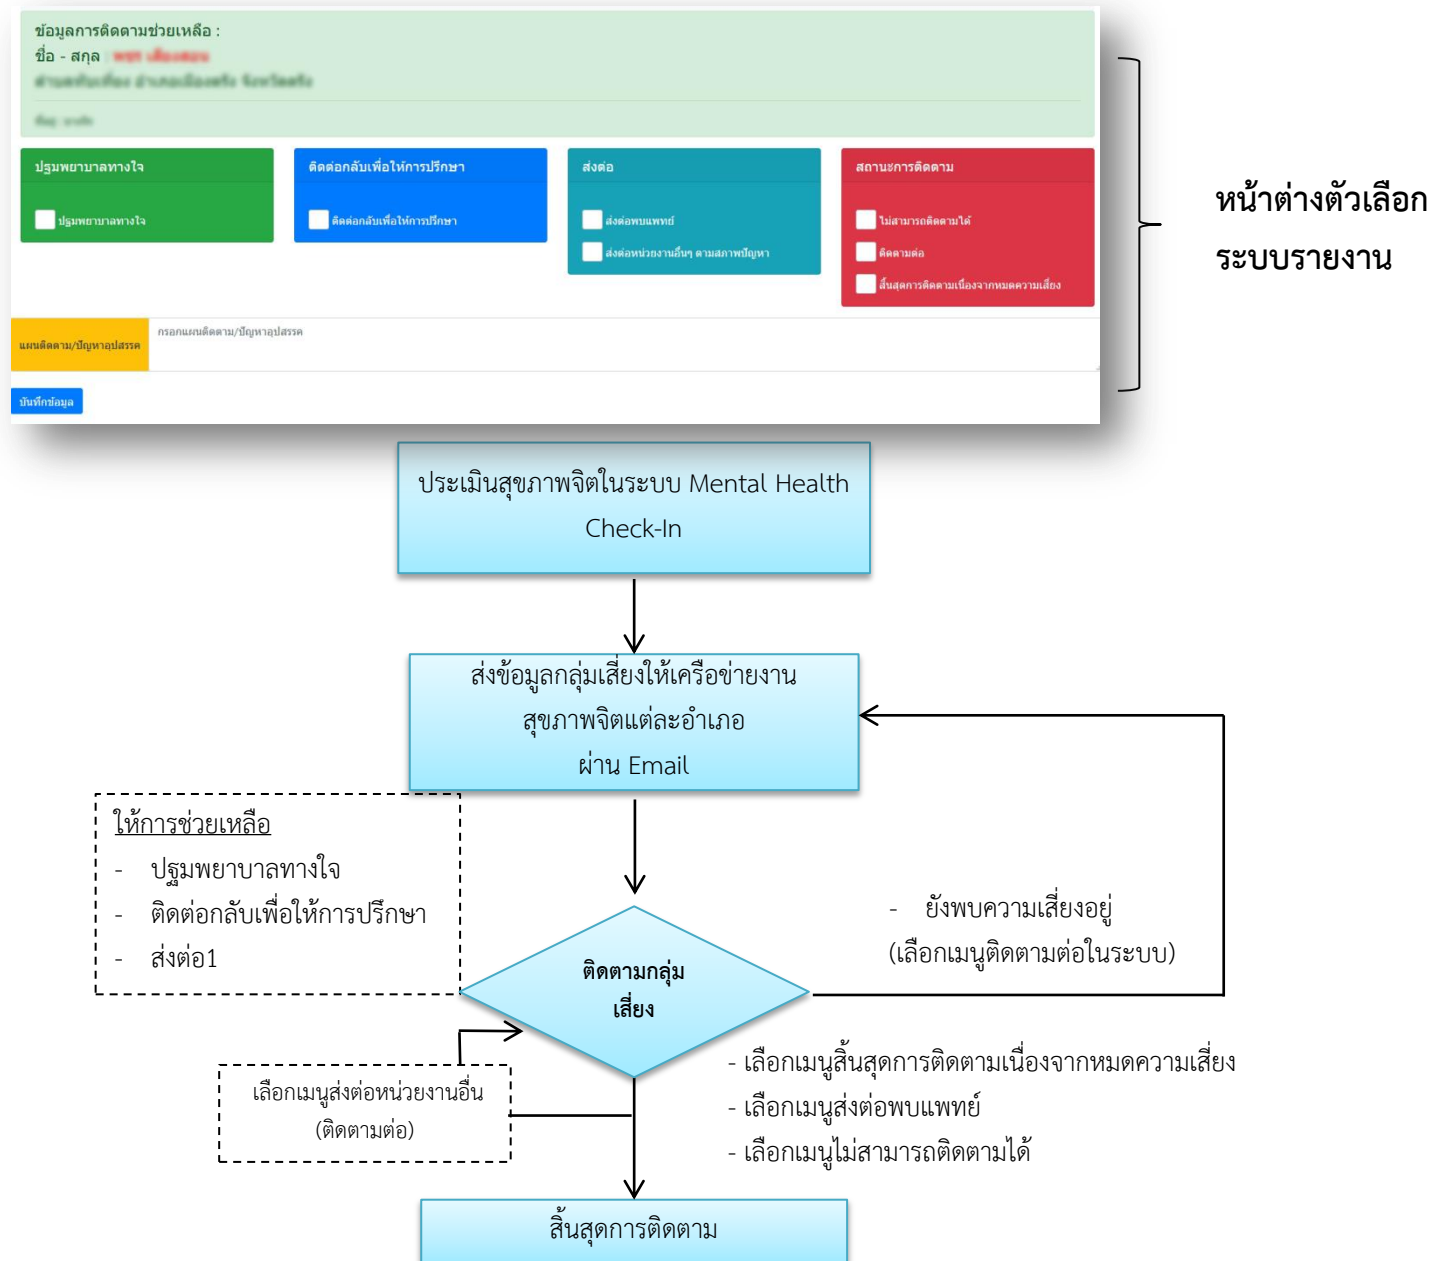 ข้อมูลการติดตามช่วยเหลือ :
ชื่อ - สกุล
ปฐมพยาบาลทางใจ
ปฐมพยาบาลทางใจ
ติดต่อกลับเพื่อให้การปรึกษา
ติดต่อกลับเพื่อให้การปรึกษา
ส่งต่อ
ส่งต่อพบแพทย์
ส่งต่อหน่วยงานอื่นๆ ตามสภาพปัญหา
สถานะการติดตาม
ไม่สามารถติดตามได้
ติดตามต่อ
สิ้นสุดการติดตามเนื่องจากหมดความเสี่ยง
แผนติดตาม/ปัญหาอุปสรรค
กรอกแผนติดตาม/ปัญหาอุปสรรค
บันทึกข้อมูล
หน้าต่างตัวเลือก
ระบบรายงาน
ประเมินสุขภาพจิตในระบบ Mental Health
Check-In
ส่งข้อมูลกลุ่มเสี่ยงให้เครือข่ายงาน
สุขภาพจิตแต่ละอำเภอ
ผ่าน Email
ให้การช่วยเหลือ
- ปฐมพยาบาลทางใจ
- ติดต่อกลับเพื่อให้การปรึกษา
- ส่งต่อ1
- ยังพบความเสี่ยงอยู่
(เลือกเมนูติดตามต่อในระบบ)
ติดตามกลุ่ม
เสี่ยง
เลือกเมนูส่งต่อหน่วยงานอื่น
(ติดตามต่อ)
- เลือกเมนูสิ้นสุดการติดตามเนื่องจากหมดความเสี่ยง
- เลือกเมนูส่งต่อพบแพทย์
- เลือกเมนูไม่สามารถติดตามได้
สิ้นสุดการติดตาม